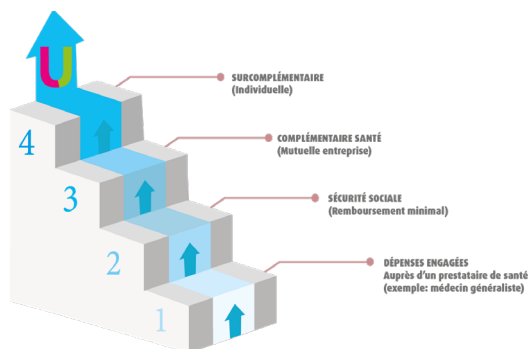 U
SURCOMPLÉMENTAIRE
(Individuelle)
4
COMPLÉMENTAIRE SANTÉ
(Mutuelle entreprise)
3
SÉCURITÉ SOCIALE
(Remboursement minimal)
2
DÉPENSES ENGAGÉES
Auprès d'un prestataire de santé
(exemple: médecin généraliste)
1